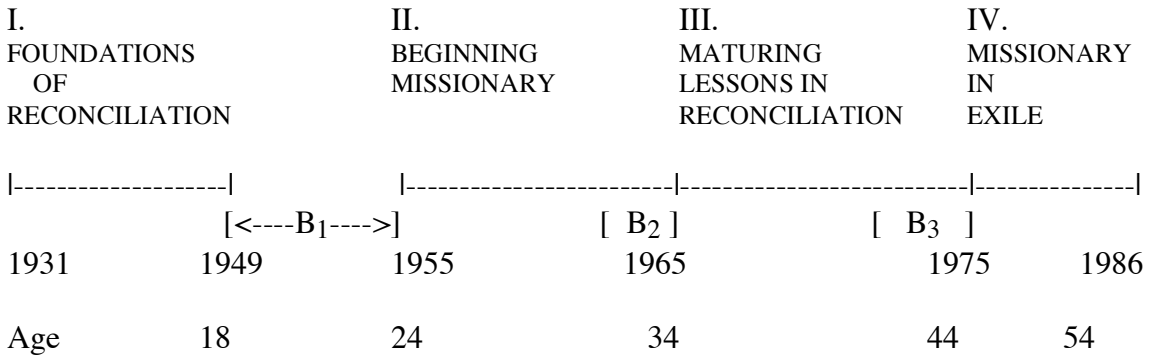 I. II. III. IV.
FOUNDATIONS BEGINNING MATURING MISSIONARY
OF MISSIONARY LESSONS IN IN
RECONCILIATION RECONCILIATION EXILE
|--------------------| |-------------------------|---------------------------|---------------|
[<----B1---->] [ B2 ] [ B3 ]
1931 1949 1955 1965 1975 1986
Age 18 24 34 44 54